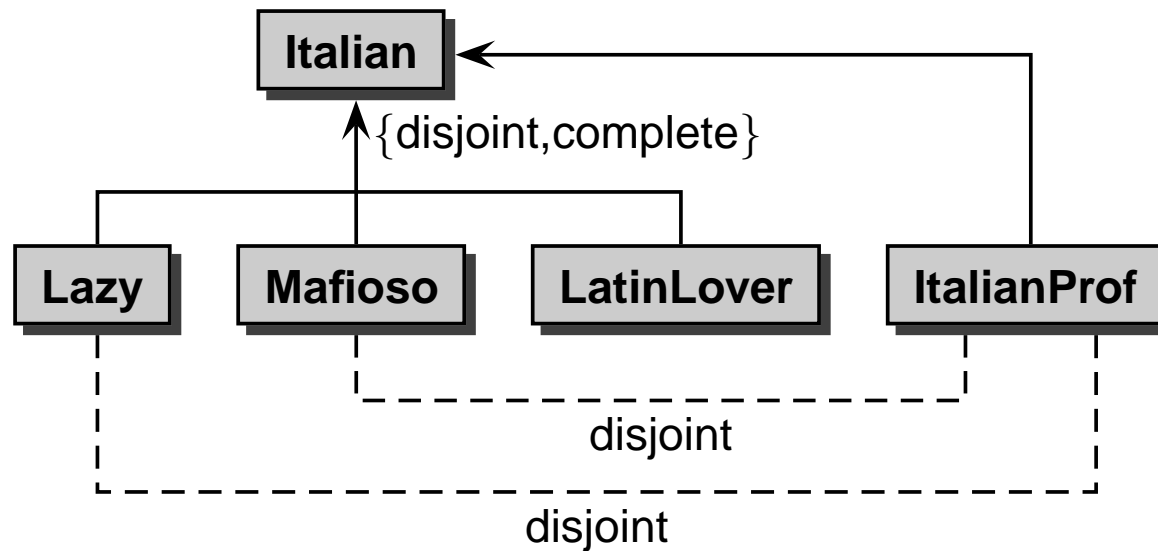 Italian
{disjoint,complete}
Lazy
Mafioso
LatinLover
ItalianProf
disjoint
disjoint